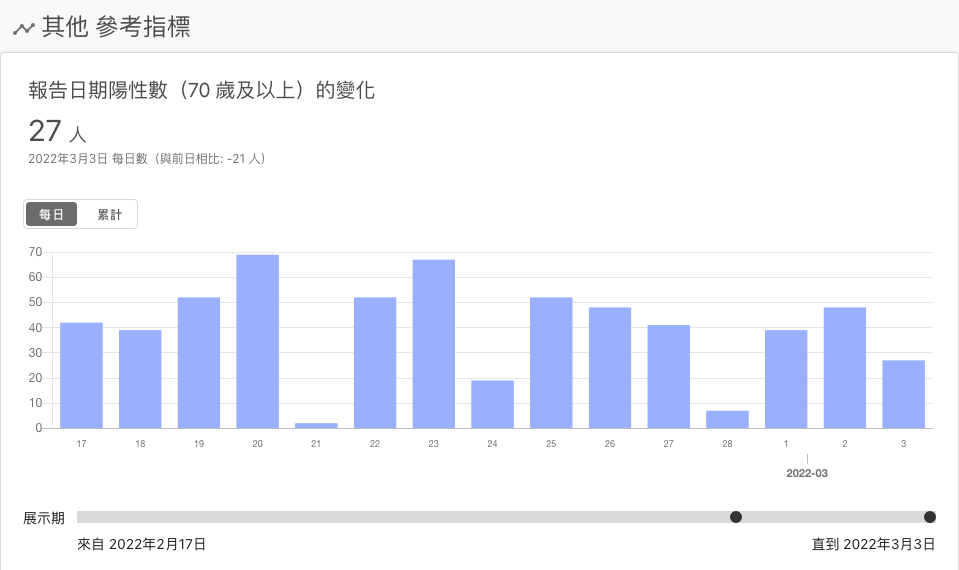 其他 參考指標
報告日期陽性數（70 歲及以上）的變化
27 人
2022年3月3日 每日數（與前日相比: -21 人）
每日 累計
70
60
50
40
30
20
10
0
17 18 19 20 21 22 23 24 25 26 27 28 1 2 3
2022-03
展示期
來自 2022年2月17日 直到 2022年3月3日